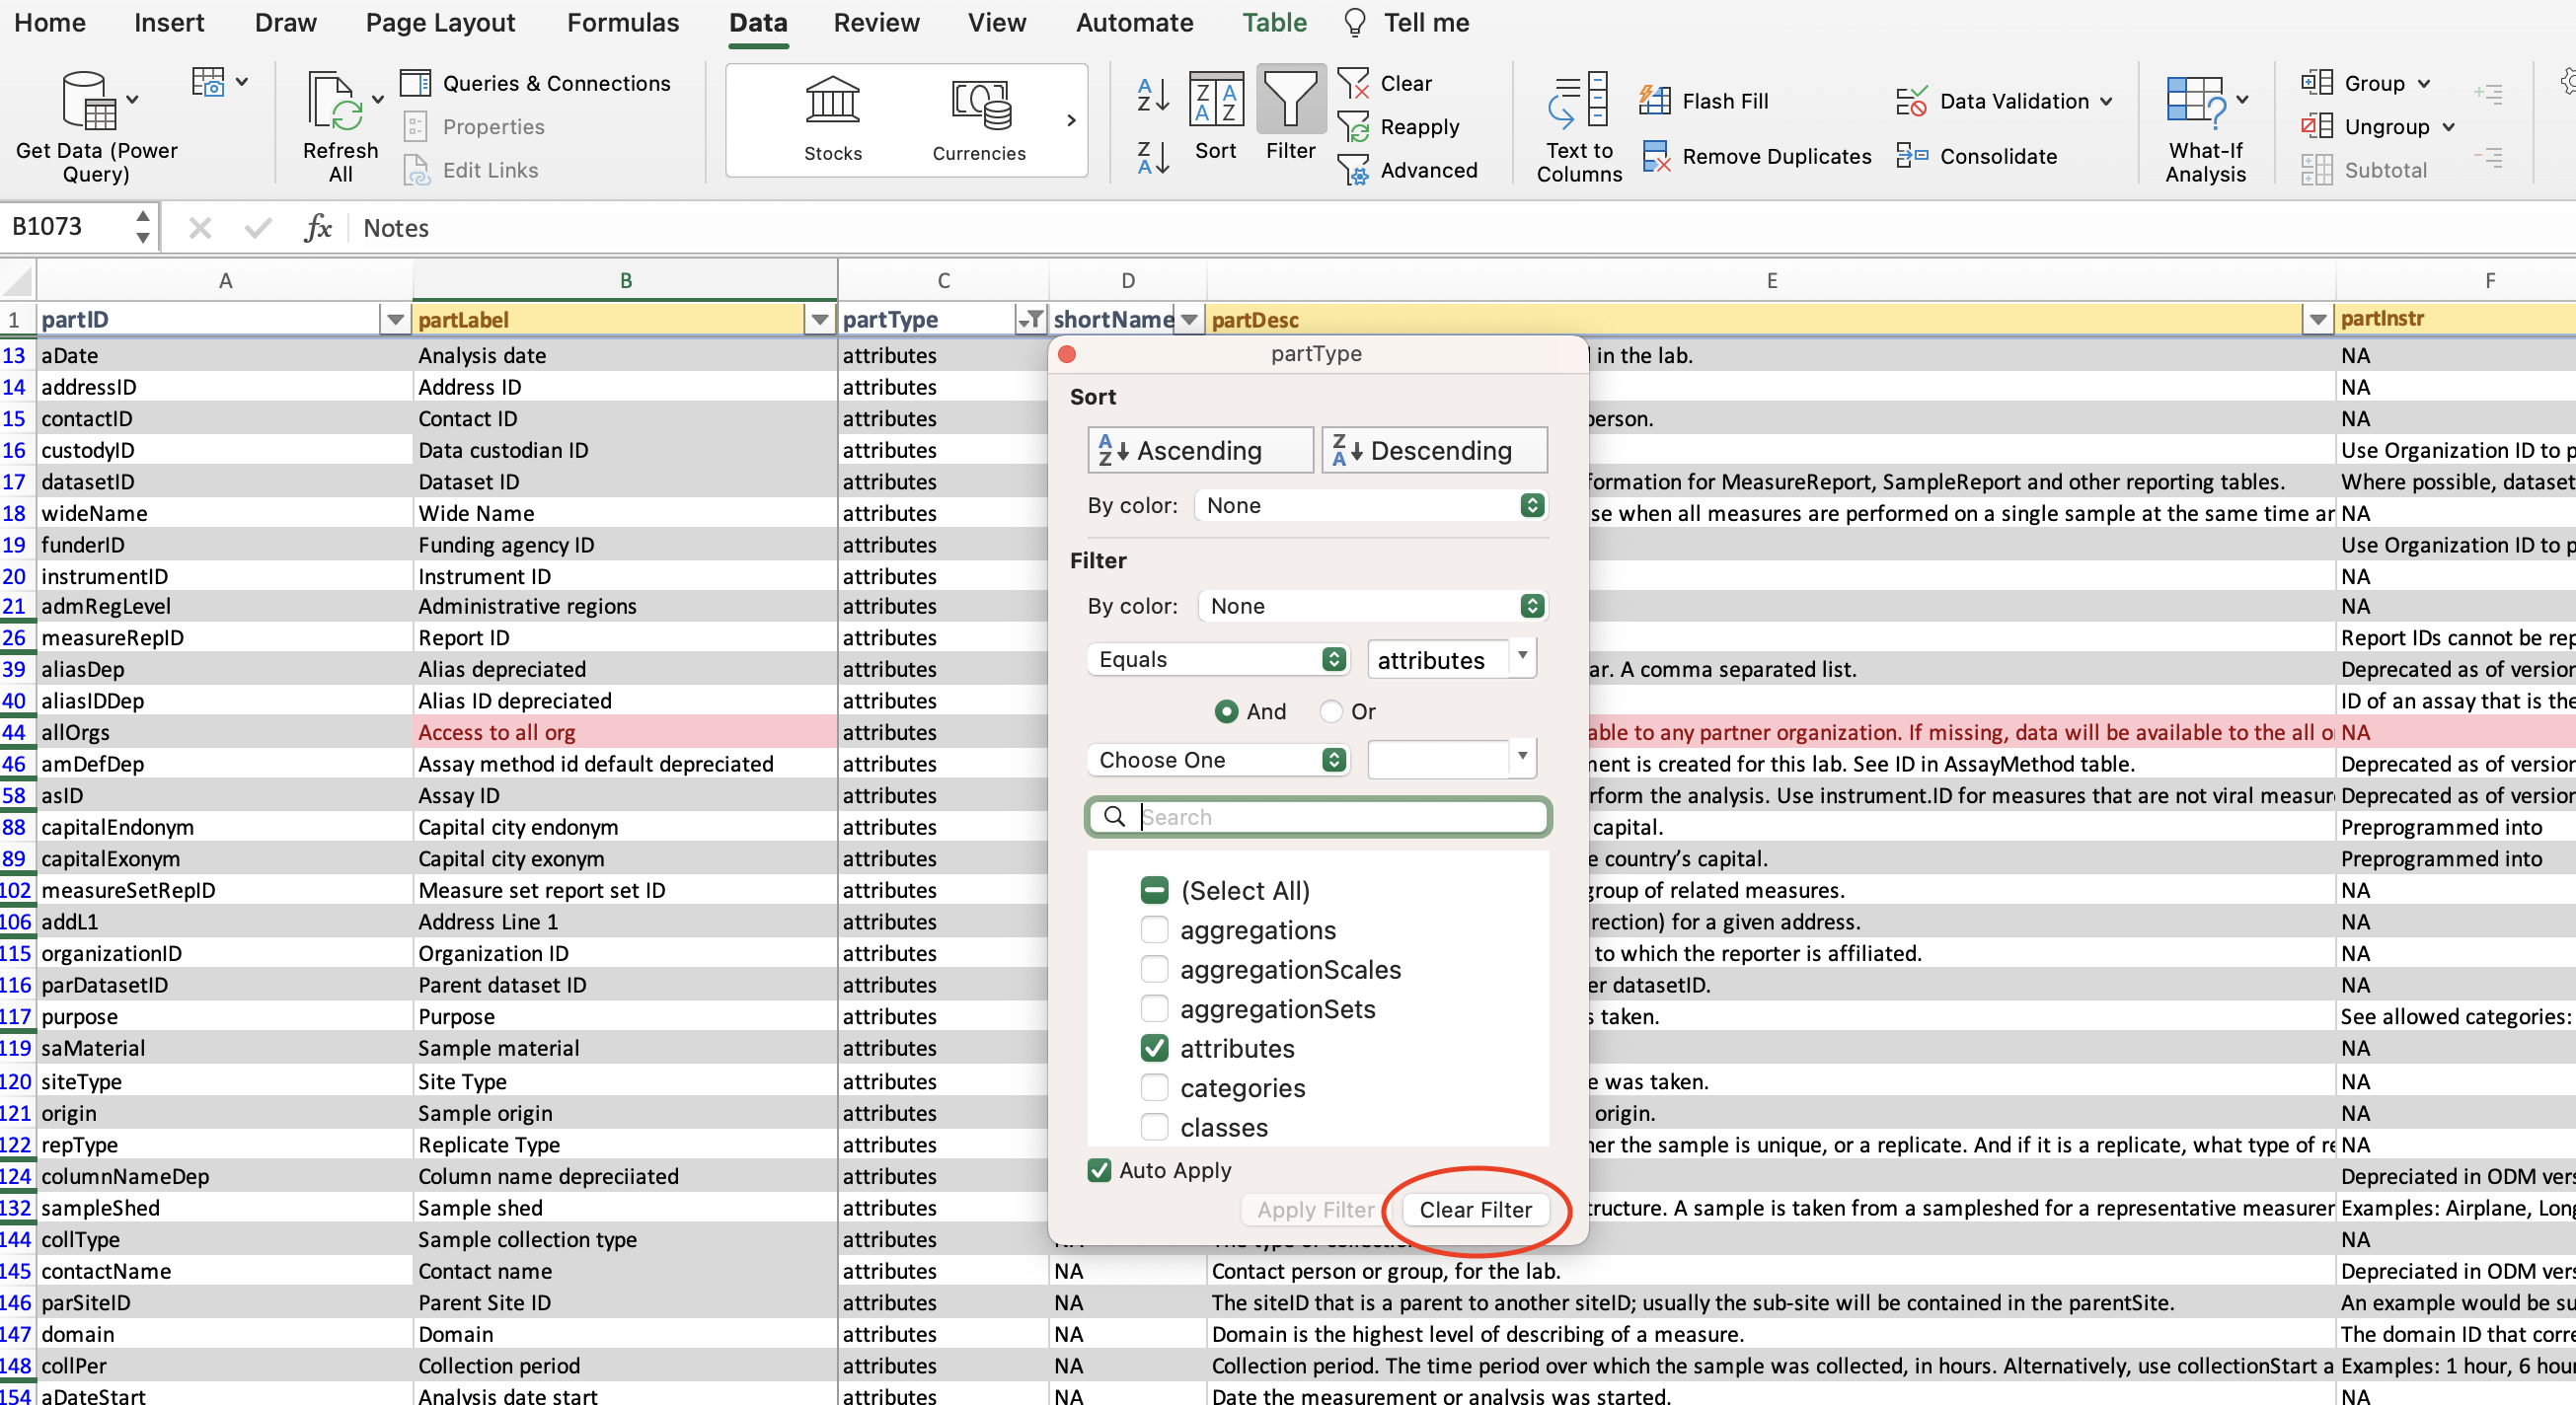 Home Insert Draw Page Layout Formulas Data Review View Automate Table Tell me
Get Data (Power Query)
Refresh All
Queries & Connections
Properties
Edit Links
Stocks Currencies
Sort Filter
Clear
Reapply
Advanced
Text to Columns
Flash Fill
Remove Duplicates
Data Validation
Consolidate
What-If Analysis
Group
Ungroup
Subtotal
B1073 fx Notes
A B C D E F
1 partID partLabel partType shortName partDesc partInstr
13 aDate Analysis date attributes in the lab. NA
14 addressID Address ID attributes NA
15 contactID Contact ID attributes person. NA
16 custodyID Data custodian ID attributes Use Organization ID to p
17 datasetID Dataset ID attributes formation for MeasureReport, SampleReport and other reporting tables. Where possible, dataset
18 wideName Wide Name attributes se when all measures are performed on a single sample at the same time ar NA
19 funderID Funding agency ID attributes Use Organization ID to p
20 instrumentID Instrument ID attributes NA
21 admRegLevel Administrative regions attributes NA
26 measureRepID Report ID attributes Report IDs cannot be rep
39 aliasDep Alias depreciated attributes ar. A comma separated list. Deprecated as of version
40 aliasIDDep Alias ID depreciated attributes ID of an assay that is the
44 allOrgs Access to all org attributes able to any partner organization. If missing, data will be available to the all o NA
46 amDefDep Assay method id default depreciated attributes nent is created for this lab. See ID in AssayMethod table. Deprecated as of version
58 asID Assay ID attributes rform the analysis. Use instrument.ID for measures that are not viral measur Deprecated as of version
88 capitalEndonym Capital city endonym attributes capital. Preprogrammed into
89 capitalExonym Capital city exonym attributes e country’s capital. Preprogrammed into
102 measureSetRepID Measure set report set ID attributes group of related measures. NA
106 addL1 Address Line 1 attributes rection) for a given address. NA
115 organizationID Organization ID attributes to which the reporter is affiliated. NA
116 parDatasetID Parent dataset ID attributes er datasetID. NA
117 purpose Purpose attributes s taken. See allowed categories:
119 saMaterial Sample material attributes NA
120 siteType Site Type attributes e was taken. NA
121 origin Sample origin attributes origin. NA
122 repType Replicate Type attributes her the sample is unique, or a replicate. And if it is a replicate, what type of re NA
124 columnNameDep Column name depreciiated attributes Depreciated in ODM vers
132 sampleShed Sample shed attributes tructure. A sample is taken from a sampleshed for a representative measurer Examples: Airplane, Long
144 collType Sample collection type attributes NA
145 contactName Contact name attributes NA Contact person or group, for the lab. Depreciated in ODM vers
146 parSiteID Parent Site ID attributes NA The siteID that is a parent to another siteID; usually the sub-site will be contained in the parentSite. An example would be su
147 domain Domain attributes NA Domain is the highest level of describing of a measure. The domain ID that corre
148 collPer Collection period attributes NA Collection period. The time period over which the sample was collected, in hours. Alternatively, use collectionStart a Examples: 1 hour, 6 hou
154 aDateStart Analysis date start attributes NA Date the measurement or analysis was started. NA
partType
Sort
Ascending Descending
By color: None
Filter
By color: None
Equals attributes
And Or
Choose One
Search
(Select All)
aggregations
aggregationScales
aggregationSets
attributes
categories
classes
Auto Apply
Apply Filter Clear Filter